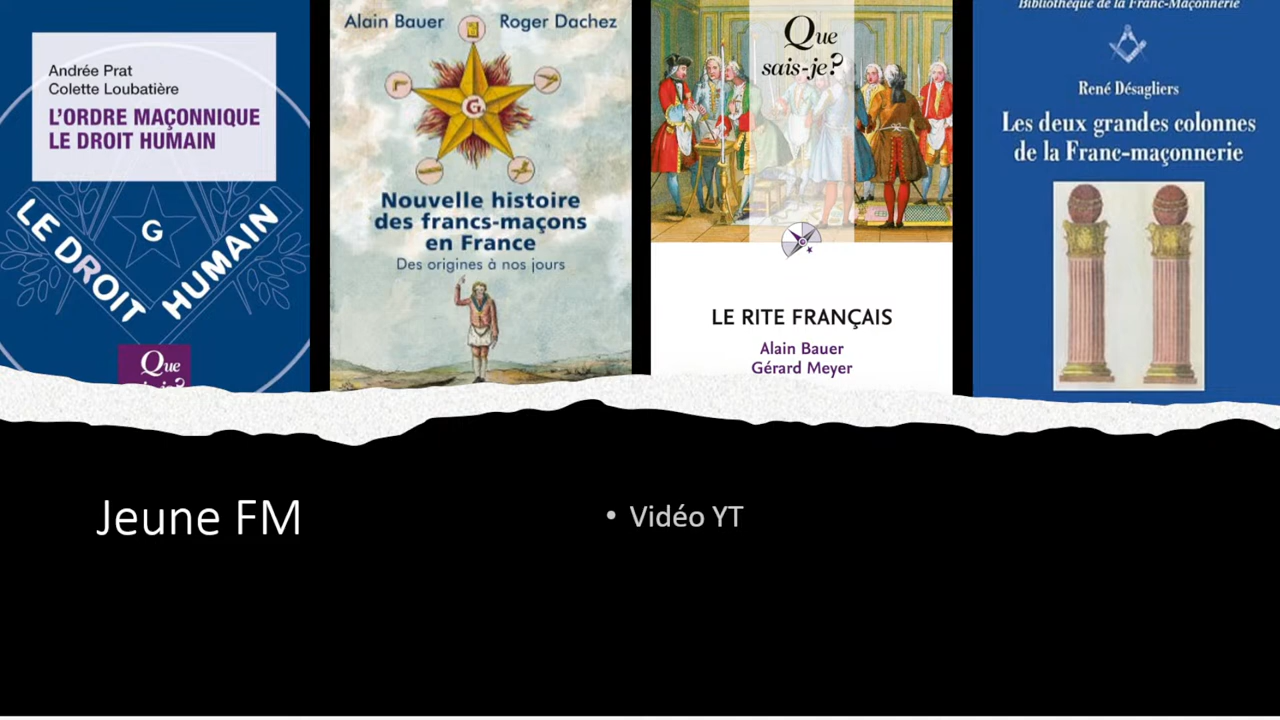 Andrée Prat
Colette Loubatière
L'ORDRE MAÇONNIQUE
LE DROIT HUMAIN
G
LE DROIT
HUMAIN
Que
sais-je?
Alain Bauer Roger Dachez
G
Nouvelle histoire
des francs-maçons
en France
Des origines à nos jours
Que
sais-je?
LE RITE FRANÇAIS
Alain Bauer
Gérard Meyer
Bibliothèque de la Franc-Maçonnerie
René Désagliers
Les deux grandes colonnes
de la Franc-maçonnerie
Jeune FM
• Vidéo YT